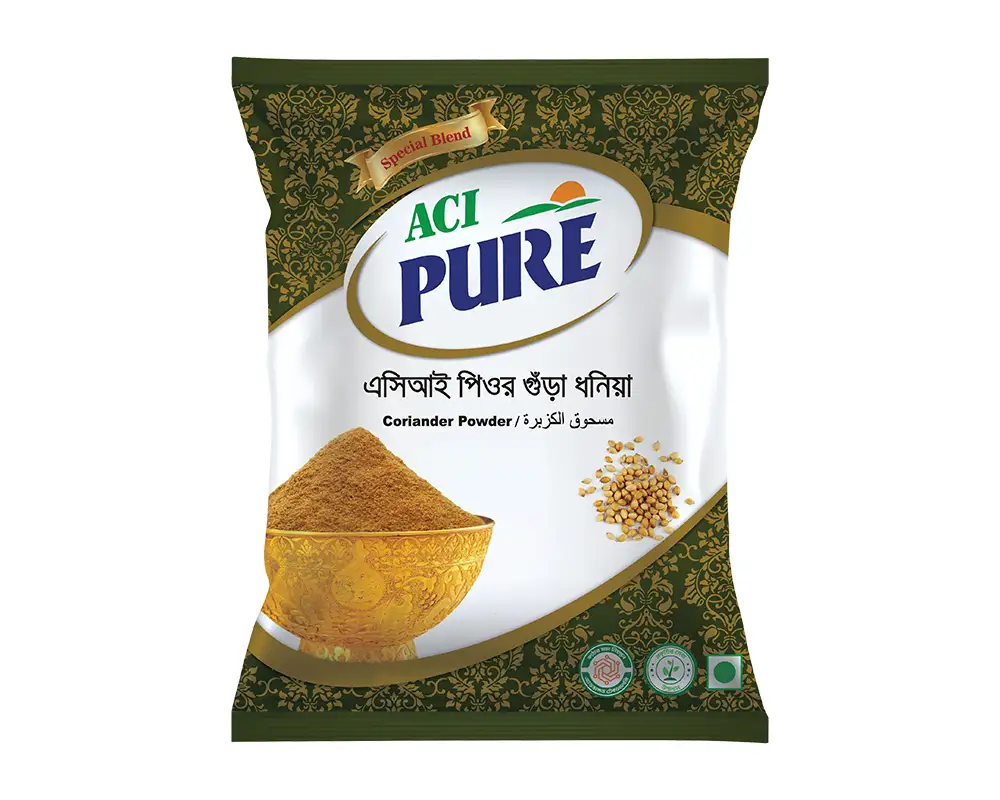 Special Blend
ACI
PURE
এসিআই পিওর গুঁড়া ধনিয়া
Coriander Powder / مسحوق الكزبرة